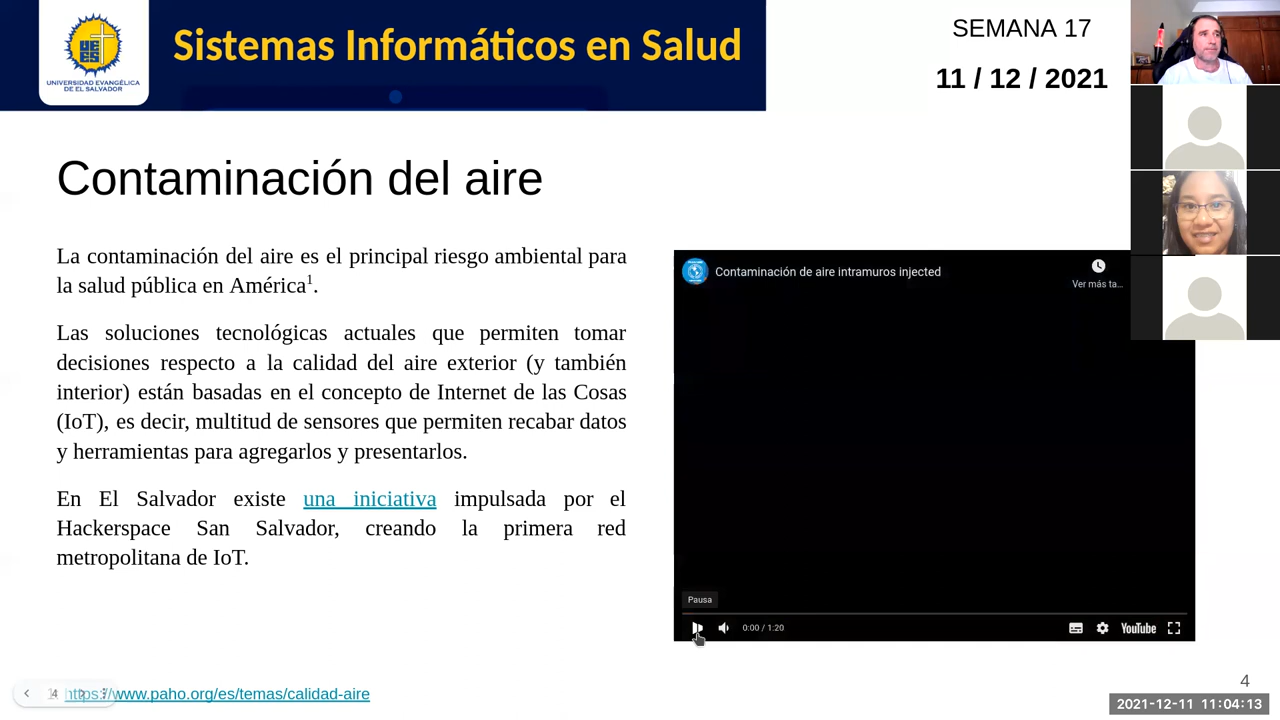 UNIVERSIDAD EVANGÉLICA
DE EL SALVADOR
Sistemas Informáticos en Salud
SEMANA 17
11 / 12 / 2021
Contaminación del aire
La contaminación del aire es el principal riesgo ambiental para
la salud pública en América¹.
Las soluciones tecnológicas actuales que permiten tomar
decisiones respecto a la calidad del aire exterior (y también
interior) están basadas en el concepto de Internet de las Cosas
(IoT), es decir, multitud de sensores que permiten recabar datos
y herramientas para agregarlos y presentarlos.
En El Salvador existe una iniciativa impulsada por el
Hackerspace San Salvador, creando la primera red
metropolitana de IoT.
Contaminación de aire intramuros injected
Ver más ta...
Pausa
0:00 / 1:20
YouTube
4
https://www.paho.org/es/temas/calidad-aire
4
2021-12-11 11:04:13